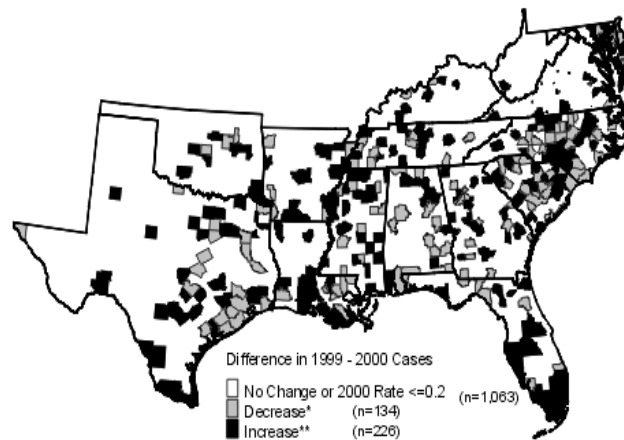 Difference in 1999 - 2000 Cases
No Change or 2000 Rate <=0.2 (n=1,063)
Decrease* (n=134)
Increase** (n=226)